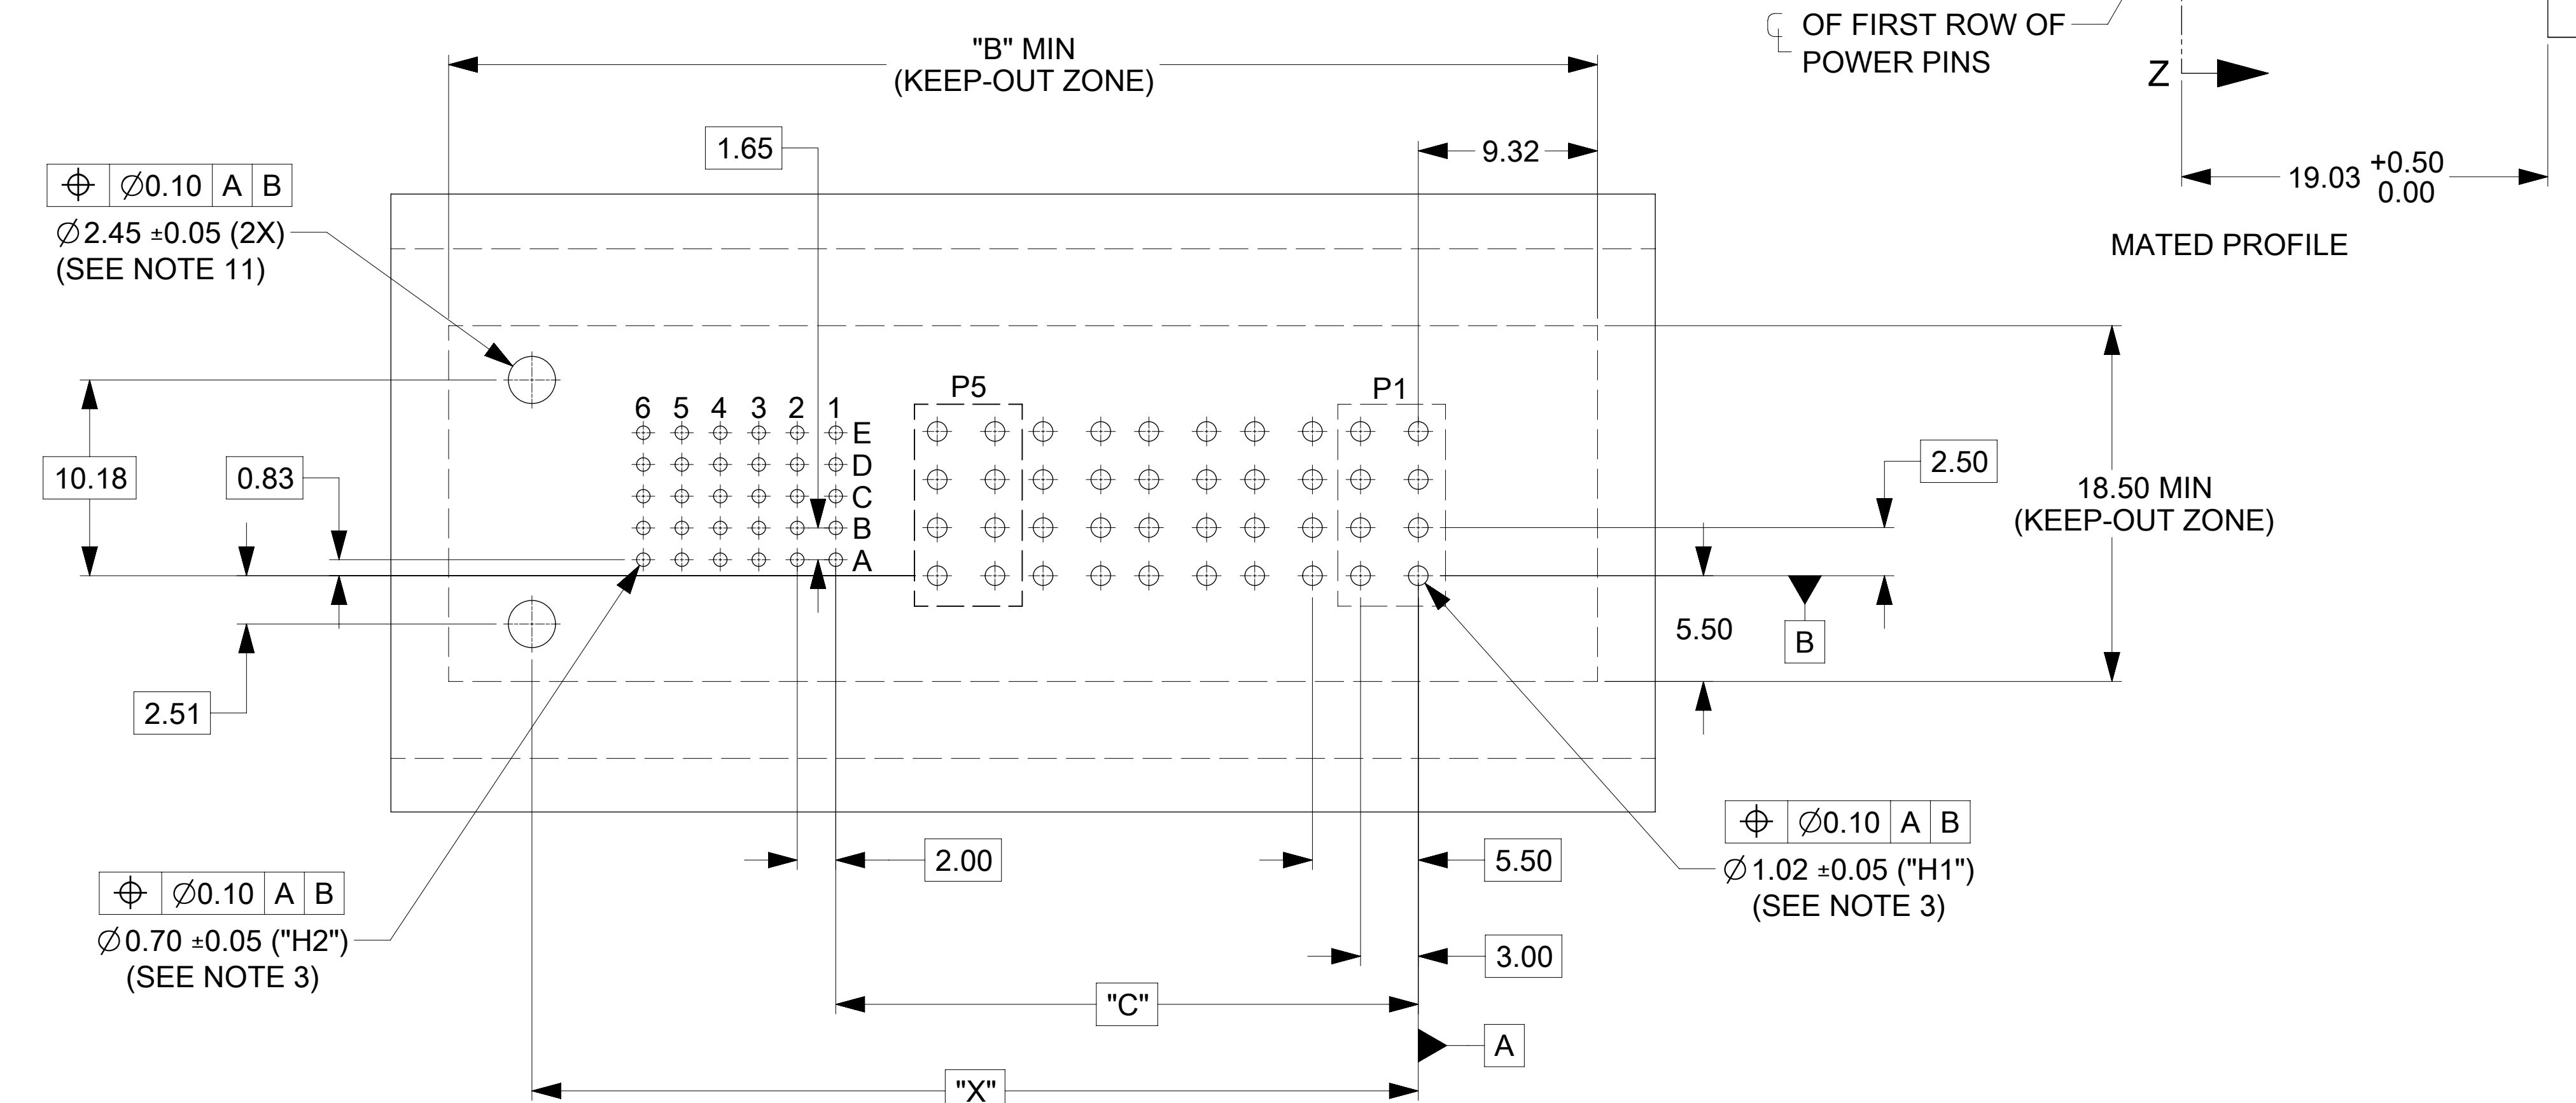 OF FIRST ROW OF
POWER PINS
"B" MIN
(KEEP-OUT ZONE)
Z
1.65
9.32
19.03 +0.50
0.00
⌀0.10 A B
⌀2.45 ±0.05 (2X)
(SEE NOTE 11)
MATED PROFILE
P5
P1
6 5 4 3 2 1
E
D
C
B
A
10.18
0.83
2.50
18.50 MIN
(KEEP-OUT ZONE)
5.50
B
2.51
⌀0.10 A B
⌀1.02 ±0.05 ("H1")
(SEE NOTE 3)
2.00
5.50
⌀0.10 A B
⌀0.70 ±0.05 ("H2")
(SEE NOTE 3)
3.00
"C"
A
"X"